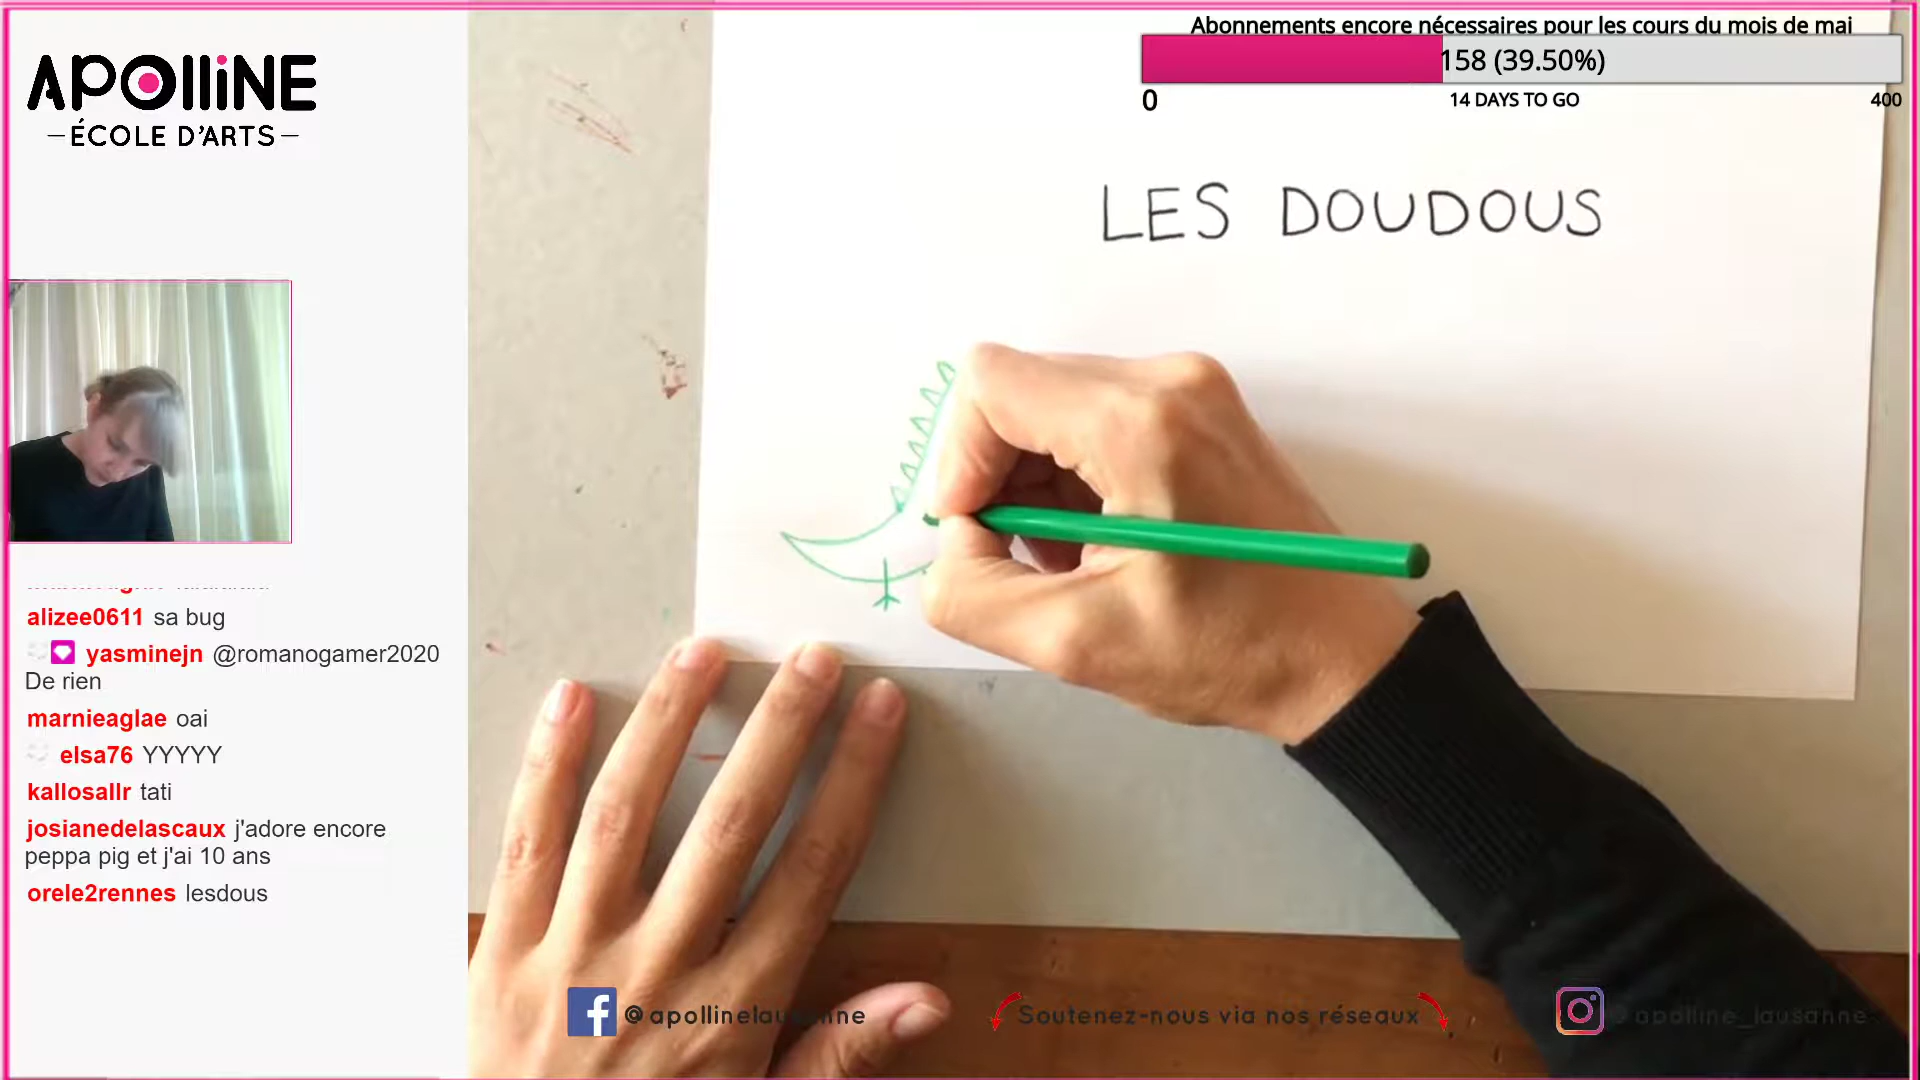 APOLLINE
ÉCOLE D'ARTS
Abonnements encore nécessaires pour les cours du mois de mai
158 (39.50%)
0
14 DAYS TO GO
400
LES DOUDOUS
alizee0611 sa bug
yasminejn @romanogamer2020
De rien
marnieaglae oai
elsa76 YYYYY
kallosallr tati
josianedelascaux j'adore encore
peppa pig et j'ai 10 ans
orele2rennes lesdous
@apollinelausanne
Soutenez-nous via nos réseaux
@apolline_lausanne